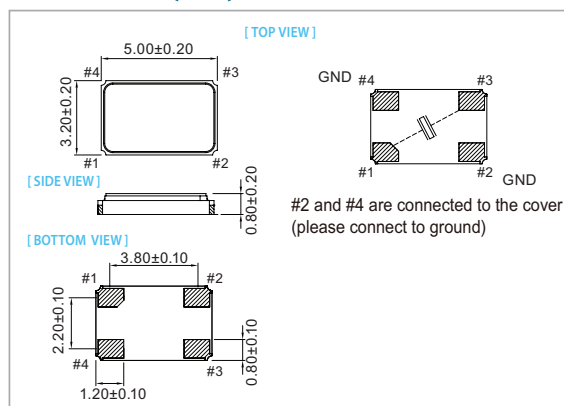 [ TOP VIEW ]
5.00±0.20
#4
#3
3.20±0.20
#1
#2
GND
#4
#3
#1
#2
GND
[ SIDE VIEW ]
0.80±0.20
#2 and #4 are connected to the cover
(please connect to ground)
[ BOTTOM VIEW ]
3.80±0.10
#1
#2
2.20±0.10
#4
#3
0.80±0.10
1.20±0.10